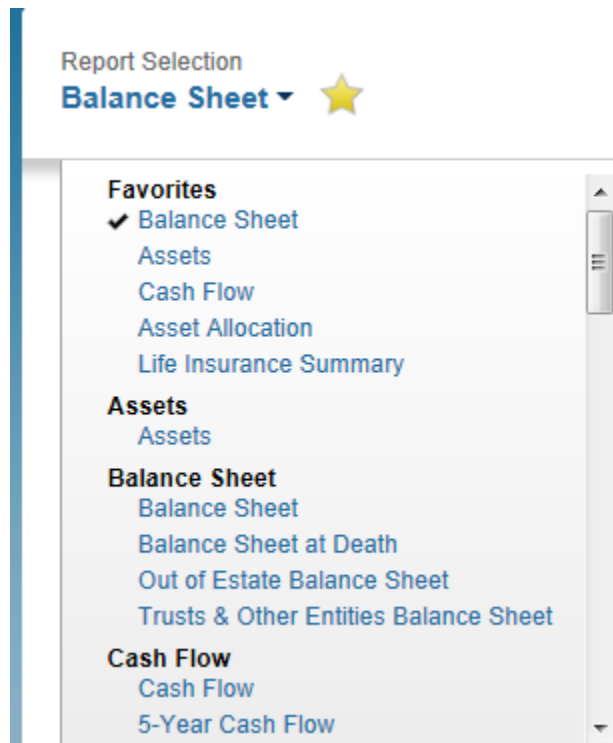 Report Selection
Balance Sheet
Favorites
Balance Sheet
Assets
Cash Flow
Asset Allocation
Life Insurance Summary
Assets
Assets
Balance Sheet
Balance Sheet
Balance Sheet at Death
Out of Estate Balance Sheet
Trusts & Other Entities Balance Sheet
Cash Flow
Cash Flow
5-Year Cash Flow